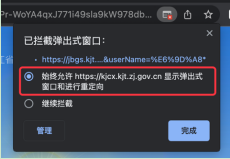 Pr-WoYA4qxJ771i49sla9kW978db...
已拦截弹出式窗口：
• https://jbgs.kjt....&userName=%E6%9D%A8*
始终允许 https://kjcx.kjt.zj.gov.cn 显示弹出式
窗口和进行重定向
继续拦截
管理
完成